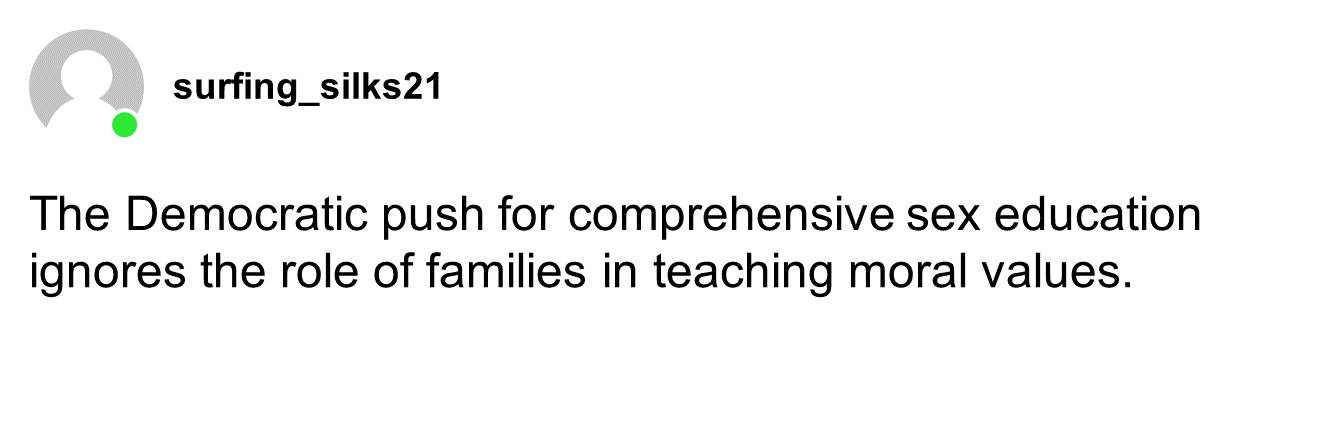 surfing_silks21
The Democratic push for comprehensive sex education
ignores the role of families in teaching moral values.